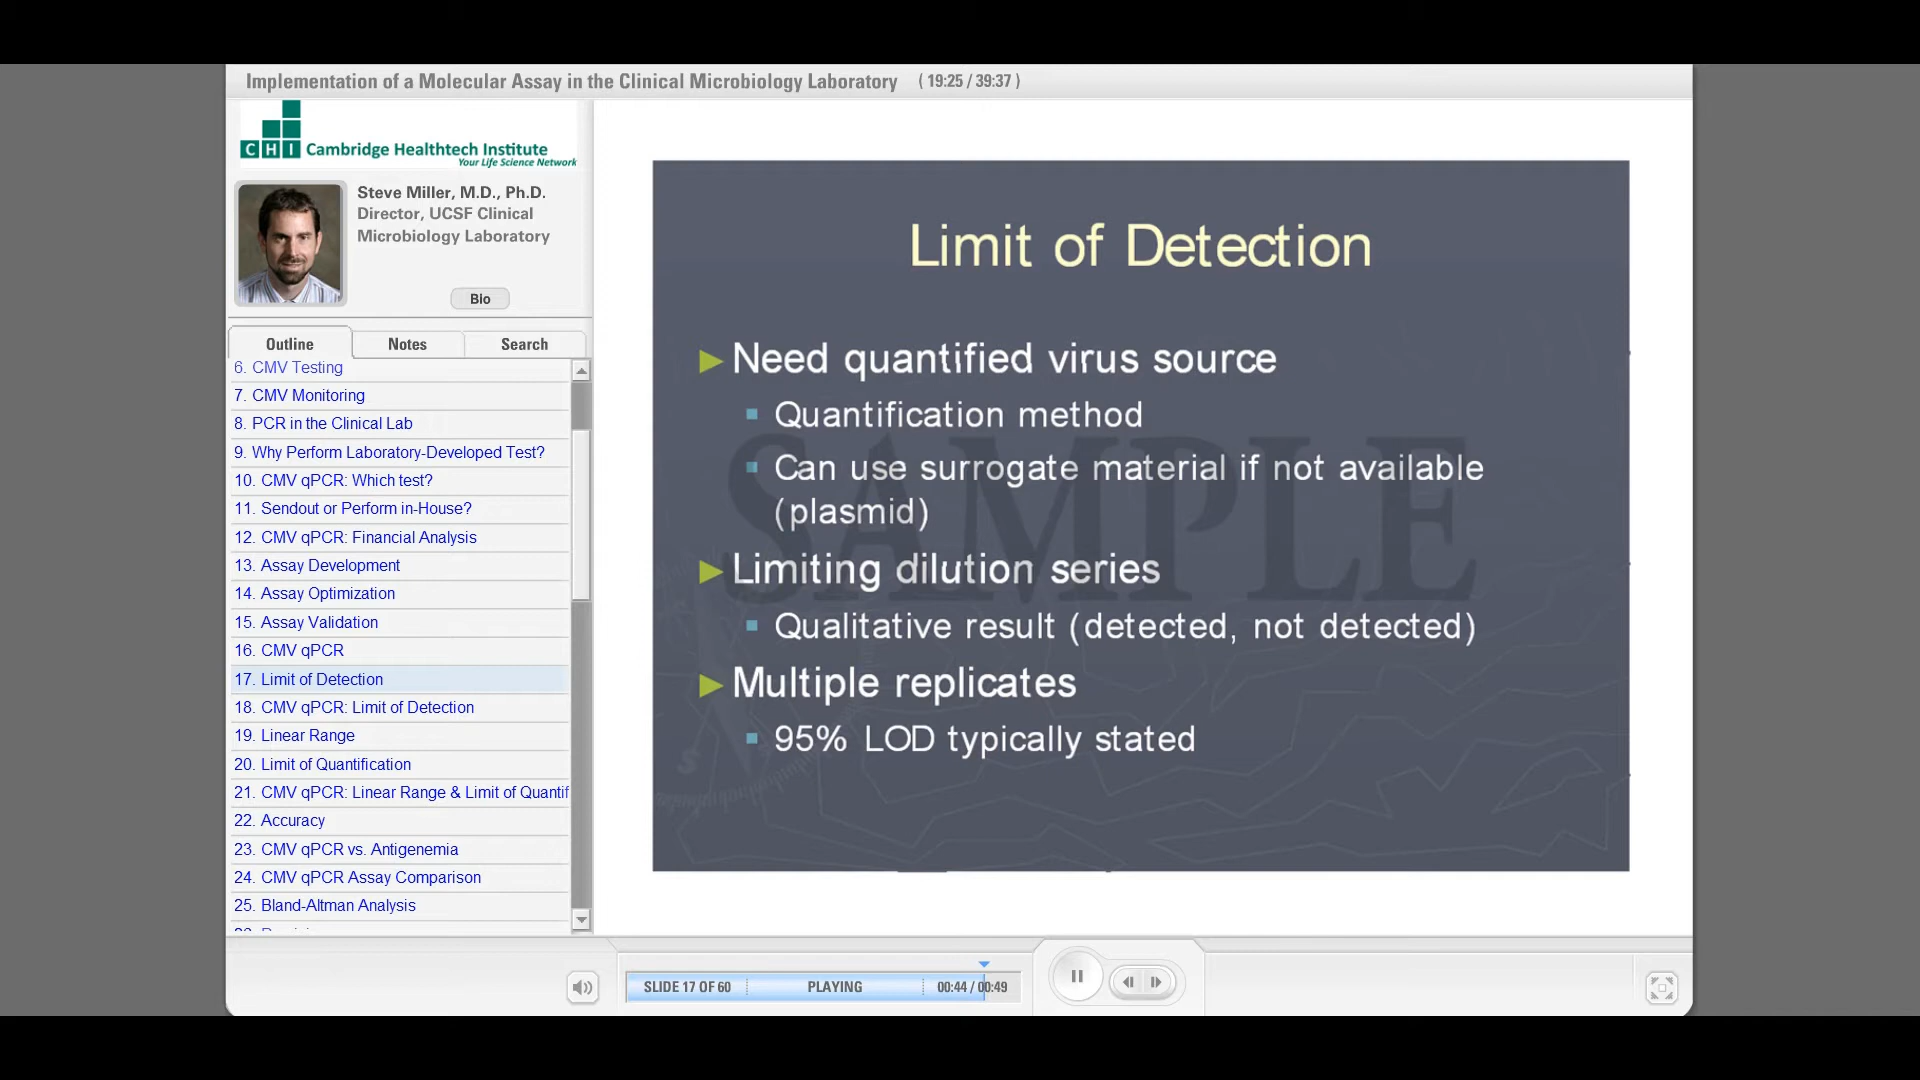 Implementation of a Molecular Assay in the Clinical Microbiology Laboratory ( 19:25 / 39:37 )
CHI Cambridge Healthtech Institute
Your Life Science Network
Steve Miller, M.D., Ph.D.
Director, UCSF Clinical
Microbiology Laboratory
Bio
Outline Notes Search
6. CMV Testing
7. CMV Monitoring
8. PCR in the Clinical Lab
9. Why Perform Laboratory-Developed Test?
10. CMV qPCR: Which test?
11. Sendout or Perform in-House?
12. CMV qPCR: Financial Analysis
13. Assay Development
14. Assay Optimization
15. Assay Validation
16. CMV qPCR
17. Limit of Detection
18. CMV qPCR: Limit of Detection
19. Linear Range
20. Limit of Quantification
21. CMV qPCR: Linear Range & Limit of Quantif
22. Accuracy
23. CMV qPCR vs. Antigenemia
24. CMV qPCR Assay Comparison
25. Bland-Altman Analysis
Limit of Detection
Need quantified virus source
Quantification method
Can use surrogate material if not available
(plasmid)
Limiting dilution series
Qualitative result (detected, not detected)
Multiple replicates
95% LOD typically stated
SAMPLE
SLIDE 17 OF 60 PLAYING 00:44 / 00:49